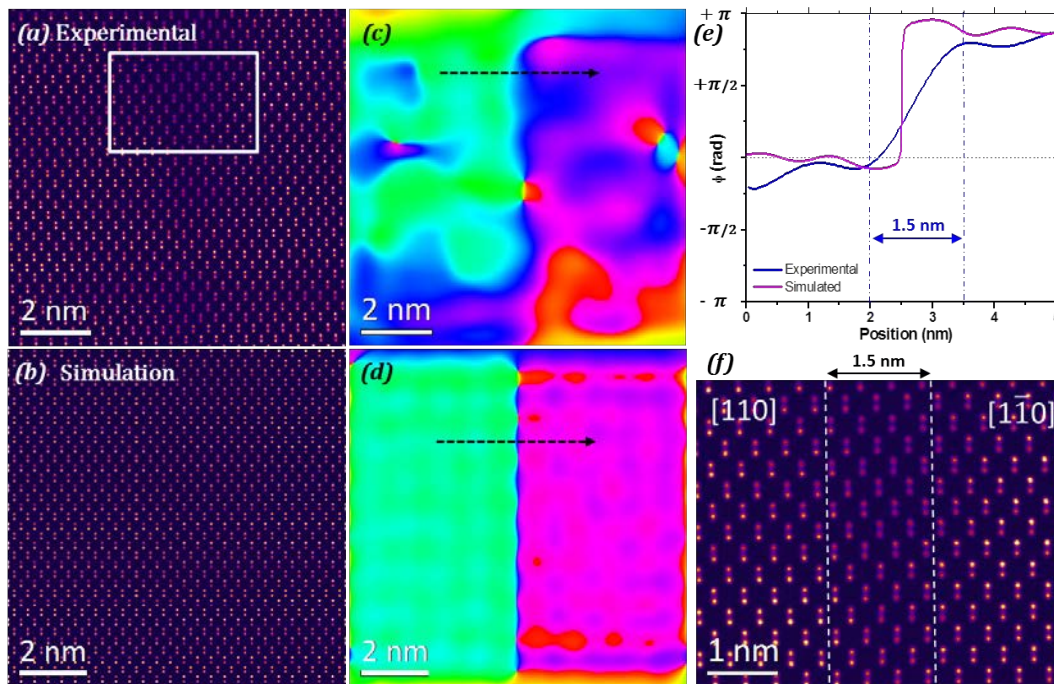 (a) Experimental
2 nm
(b) Simulation
2 nm
(c)
2 nm
(d)
2 nm
(e)
+ π
+π/2
-π/2
- π
ϕ (rad)
1.5 nm
Experimental
Simulated
0 1 2 3 4
Position (nm)
(f)
1.5 nm
[110]
[11̅0]
1 nm